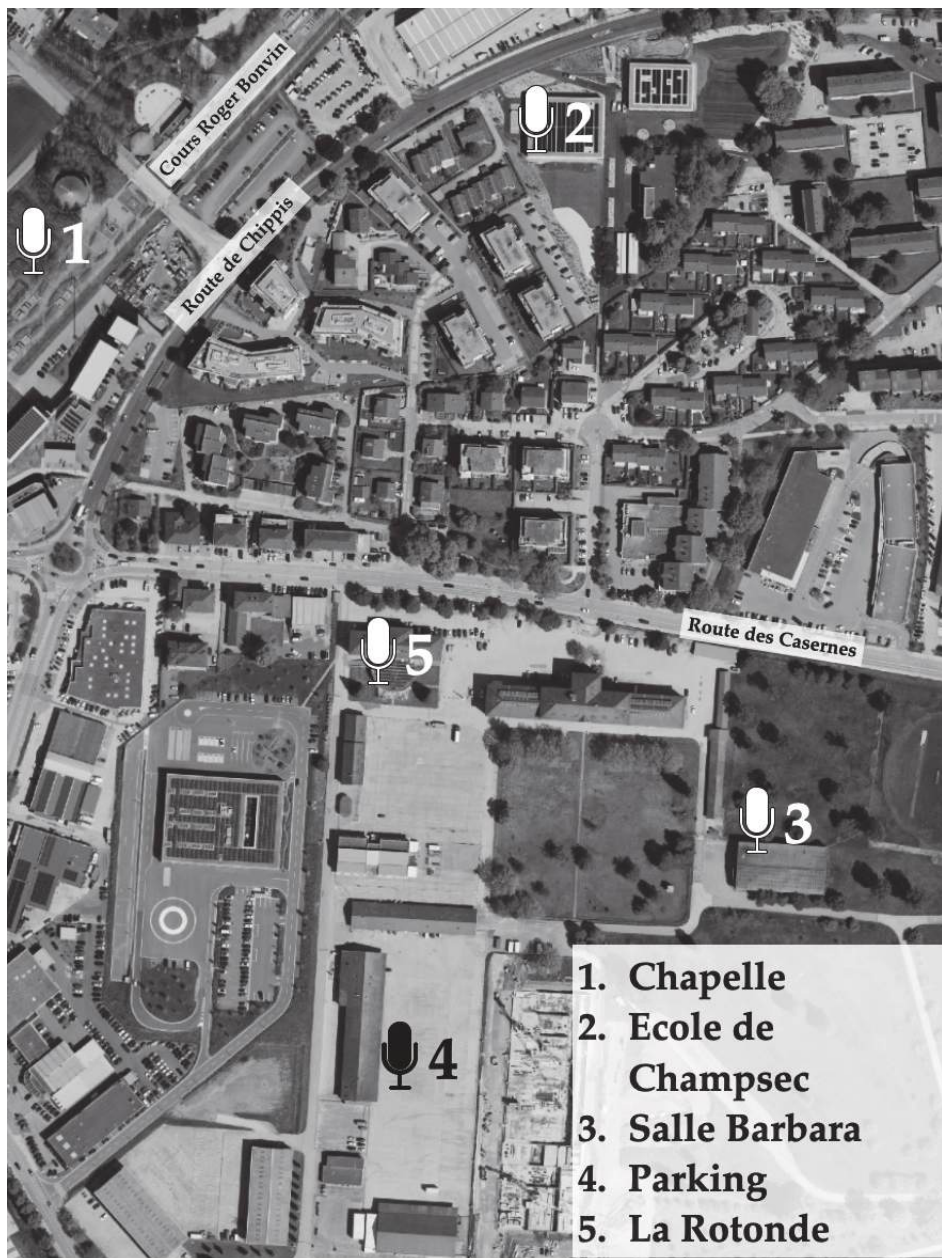 Cours Roger Bonvin
2
1
Route de Chippis
5
Route des Casernes
3
4
1. Chapelle
2. Ecole de
Champsec
3. Salle Barbara
4. Parking
5. La Rotonde